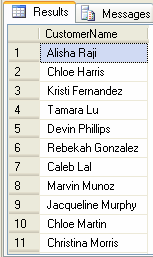 Results Messages
CustomerName
1 Alisha Raji
2 Chloe Harris
3 Kristi Fernandez
4 Tamara Lu
5 Devin Phillips
6 Rebekah Gonzalez
7 Caleb Lal
8 Marvin Munoz
9 Jacqueline Murphy
10 Chloe Martin
11 Christina Morris